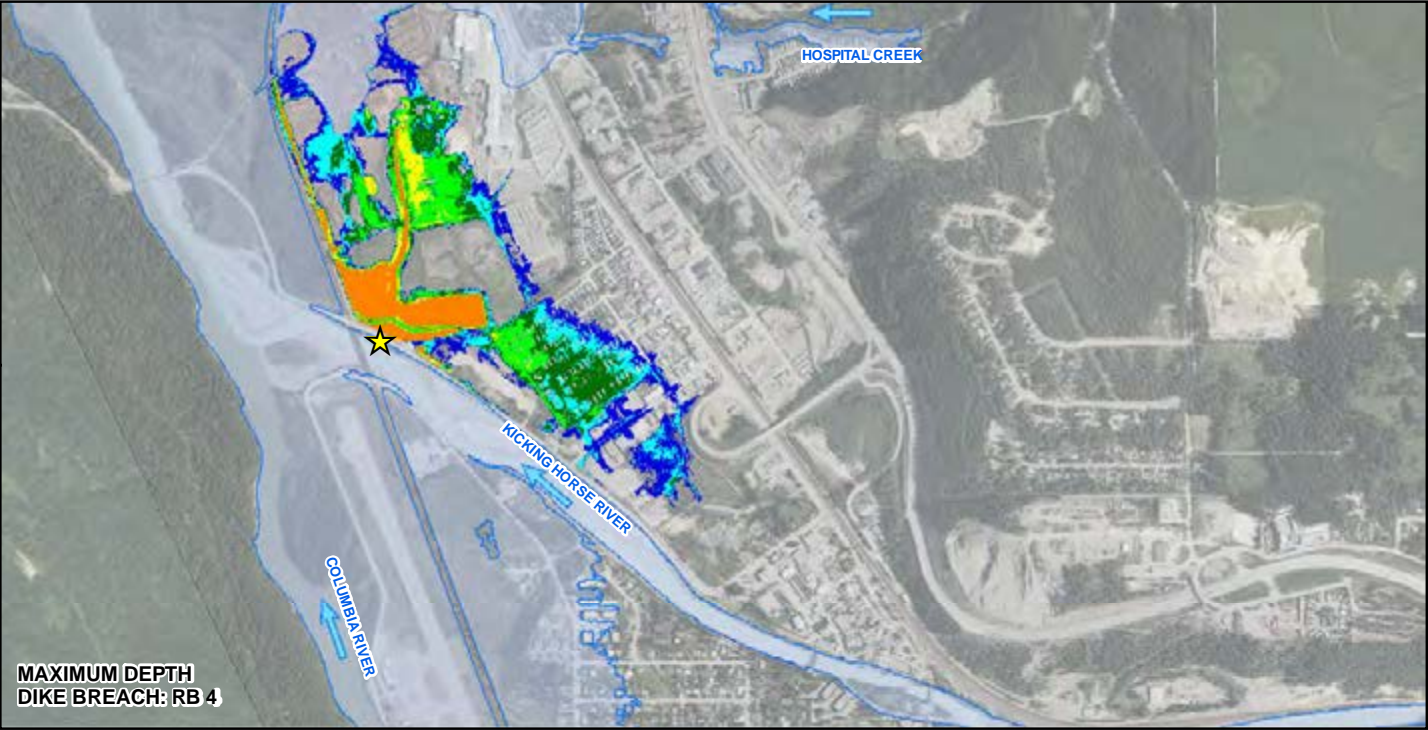 HOSPITAL CREEK
KICKING HORSE RIVER
COLUMBIA RIVER
MAXIMUM DEPTH
DIKE BREACH: RB 4